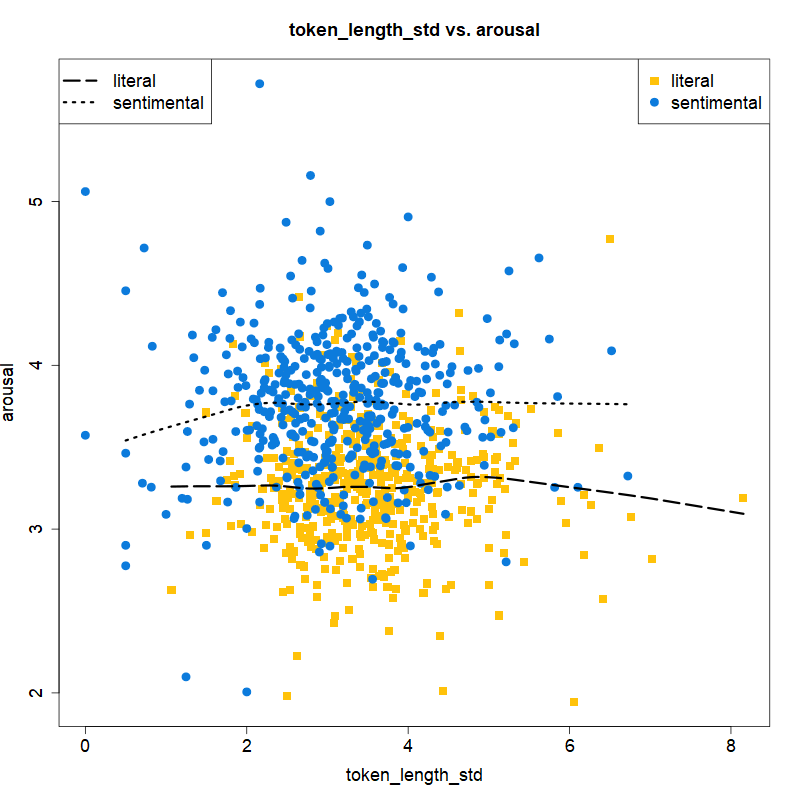 token_length_std vs. arousal
literal
sentimental
literal
sentimental
arousal
5
4
3
2
0 2 4 6 8
token_length_std